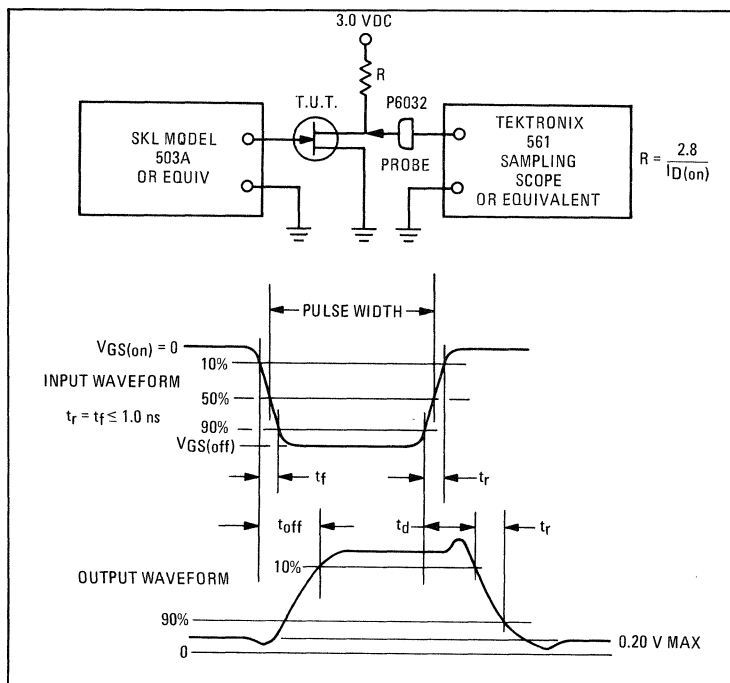 3.0 VDC
R
T.U.T.
P6032
PROBE
SKL MODEL
503A
OR EQUIV
TEKTRONIX
561
SAMPLING
SCOPE
OR EQUIVALENT
R = 2.8 / ID(on)
PULSE WIDTH
VGS(on) = 0
10%
INPUT WAVEFORM
50%
tr = tf ≤ 1.0 ns
90%
VGS(off)
tf
tr
toff
td
tr
10%
OUTPUT WAVEFORM
90%
0.20 V MAX
0